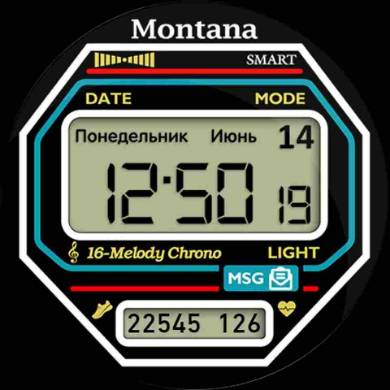 Montana
SMART
DATE MODE
Понедельник Июнь 14
12:50 19
16-Melody Chrono LIGHT
MSG
22545 126